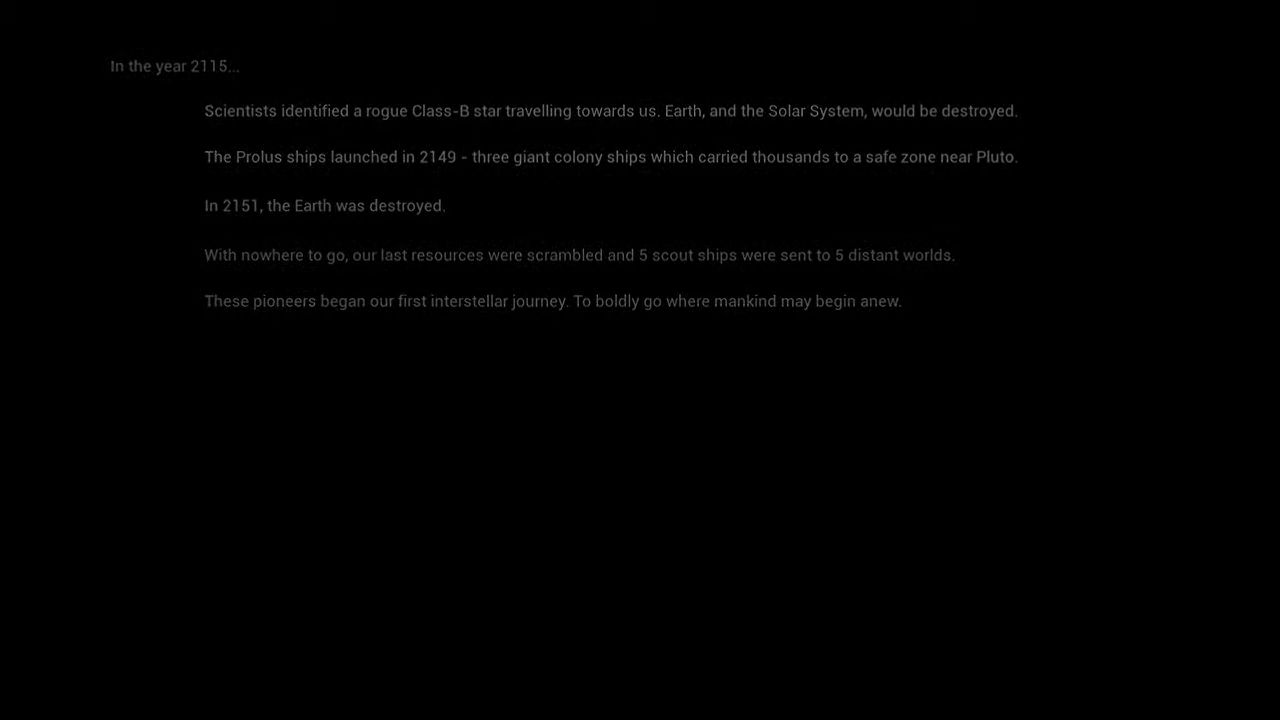 In the year 2115...
Scientists identified a rogue Class-B star travelling towards us. Earth, and the Solar System, would be destroyed.
The Prolus ships launched in 2149 - three giant colony ships which carried thousands to a safe zone near Pluto.
In 2151, the Earth was destroyed.
With nowhere to go, our last resources were scrambled and 5 scout ships were sent to 5 distant worlds.
These pioneers began our first interstellar journey. To boldly go where mankind may begin anew.